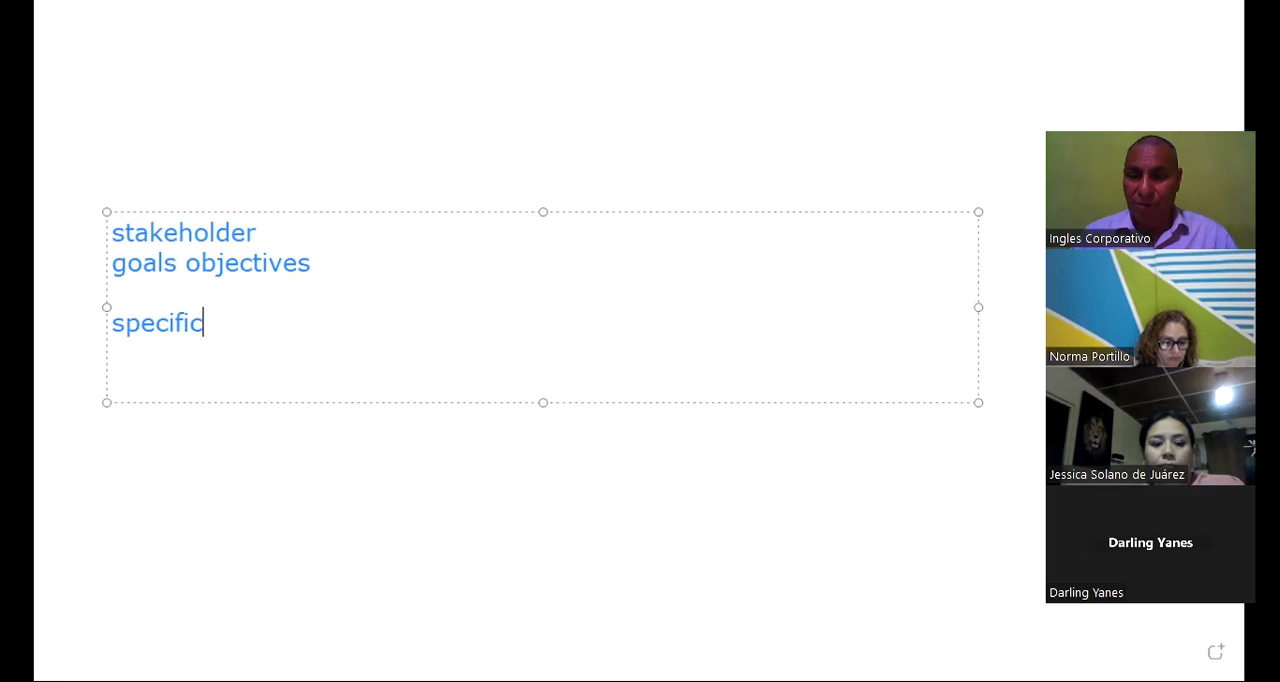 stakeholder
goals objectives
specific
Ingles Corporativo
Norma Portillo
Jessica Solano de Juárez
Darling Yanes
Darling Yanes